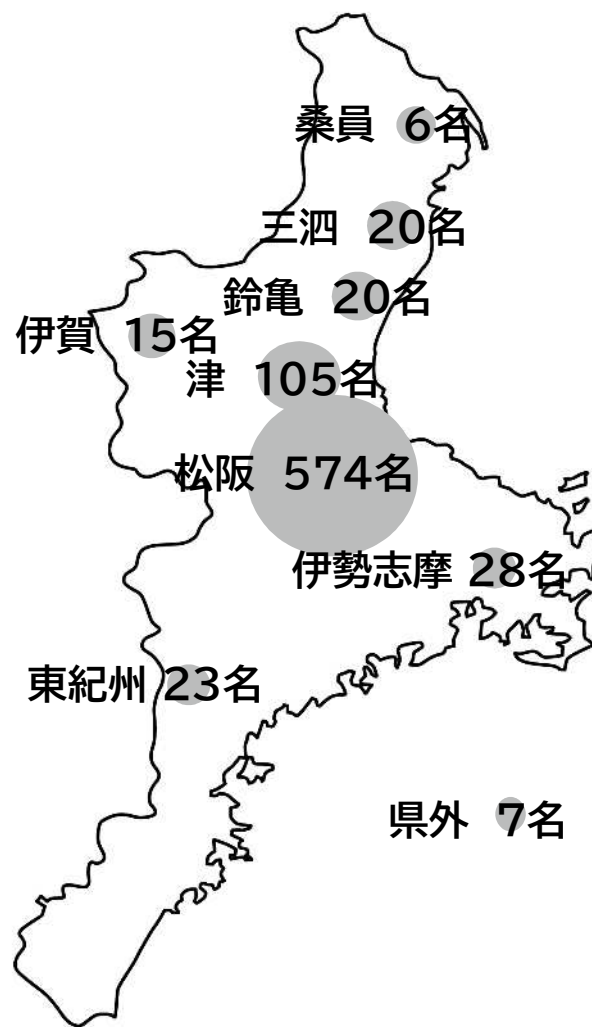 桑員 6名
三泗 20名
鈴亀 20名
伊賀 15名
津 105名
松阪 574名
伊勢志摩 28名
東紀州 23名
県外 7名